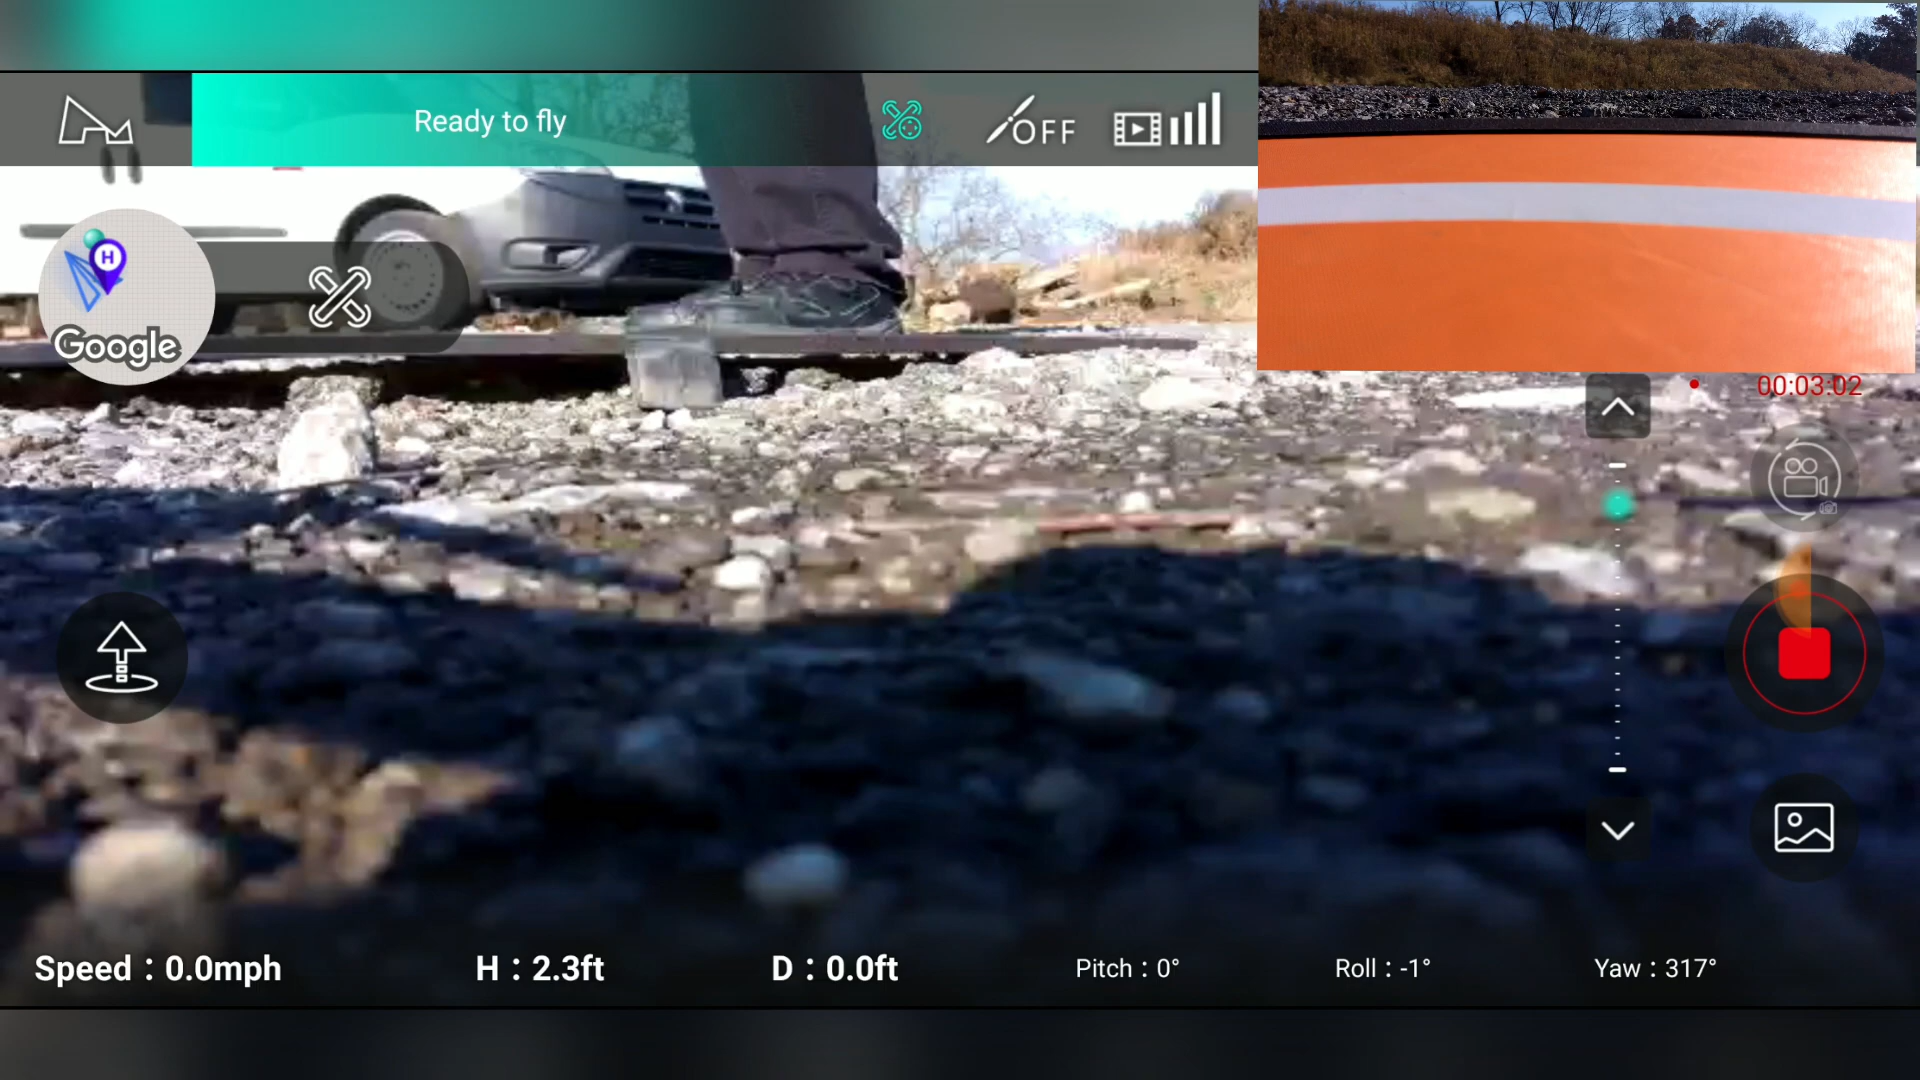 Ready to fly
OFF
H
Google
00:03:02
Speed : 0.0mph
H : 2.3ft
D : 0.0ft
Pitch : 0°
Roll : -1°
Yaw : 317°